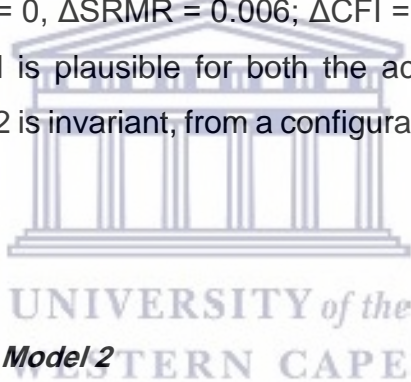 = 0, ΔSRMR = 0.006; ΔCFI =
is plausible for both the ac
2 is invariant, from a configura
UNIVERSITY of the
Model 2
WESTERN CAPE